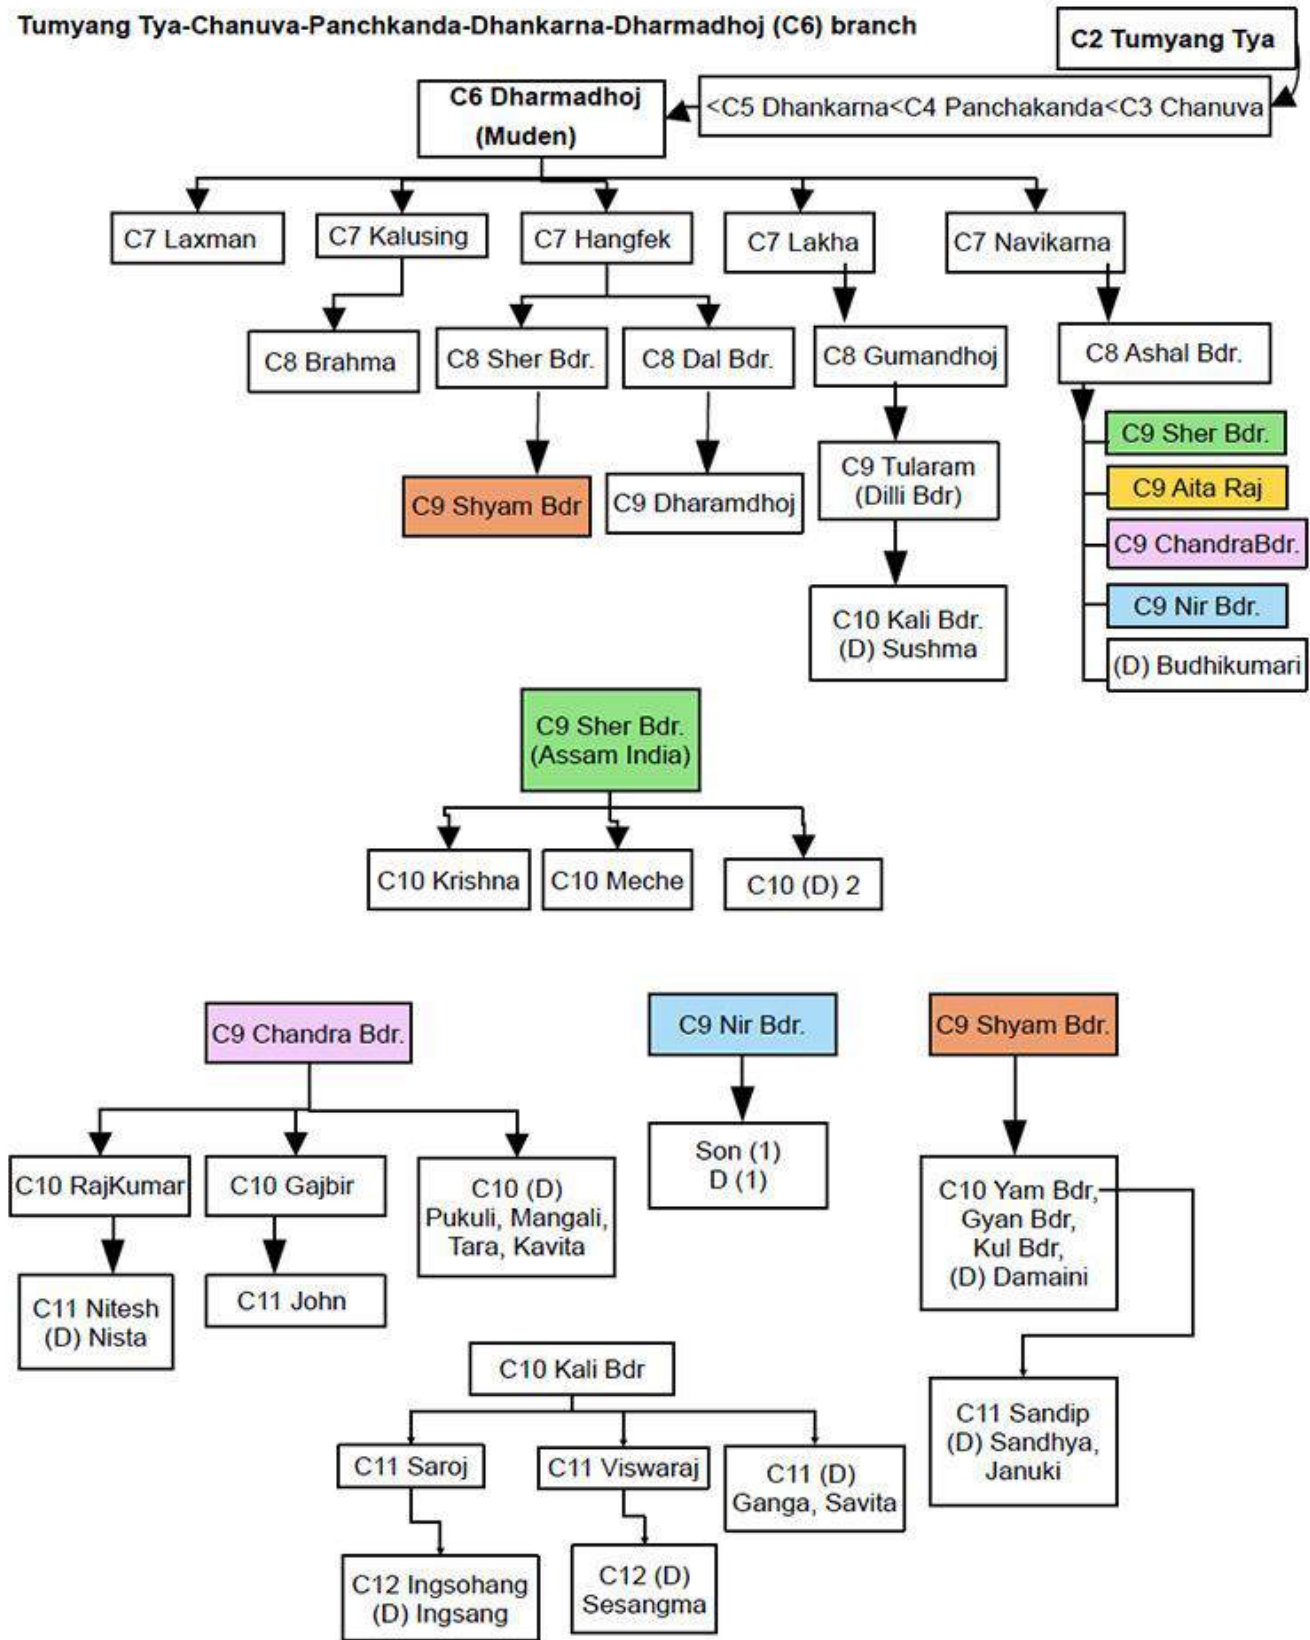 Tumyang Tya-Chanuva-Panchkanda-Dhankarna-Dharmadhoj (C6) branch
C2 Tumyang Tya
C6 Dharmadhoj
(Muden)
<C5 Dhankarna<C4 Panchakanda<C3 Chanuva
C7 Laxman
C7 Kalusing
C7 Hangfek
C7 Lakha
C7 Navikarna
C8 Brahma
C8 Sher Bdr.
C8 Dal Bdr.
C8 Gumandhoj
C8 Ashal Bdr.
C9 Shyam Bdr
C9 Dharamdhoj
C9 Tularam
(Dilli Bdr)
C10 Kali Bdr.
(D) Sushma
C9 Sher Bdr.
C9 Aita Raj
C9 ChandraBdr.
C9 Nir Bdr.
(D) Budhikumari
C9 Sher Bdr.
(Assam India)
C10 Krishna
C10 Meche
C10 (D) 2
C9 Chandra Bdr.
C9 Nir Bdr.
C9 Shyam Bdr.
C10 RajKumar
C10 Gajbir
C10 (D)
Pukuli, Mangali,
Tara, Kavita
Son (1)
D (1)
C10 Yam Bdr,
Gyan Bdr,
Kul Bdr,
(D) Damaini
C11 Nitesh
(D) Nista
C11 John
C10 Kali Bdr
C11 Sandip
(D) Sandhya,
Januki
C11 Saroj
C11 Viswaraj
C11 (D)
Ganga, Savita
C12 Ingsohang
(D) Ingsang
C12 (D)
Sesangma